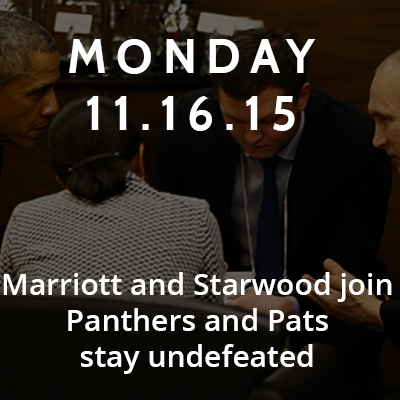 MONDAY
11.16.15
Marriott and Starwood join
Panthers and Pats
stay undefeated